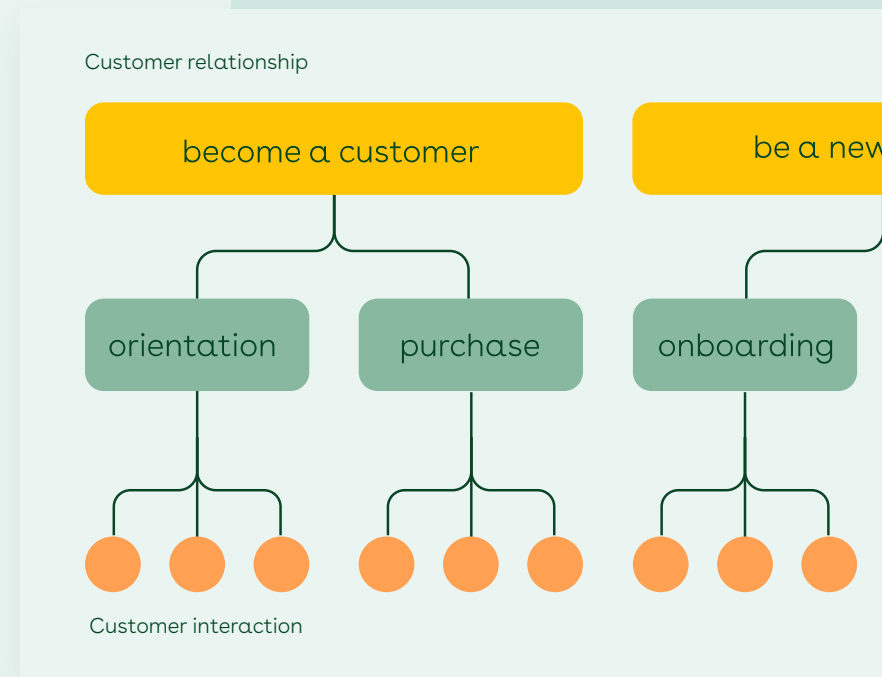 Customer relationship
become a customer
be a new
orientation
purchase
onboarding
Customer interaction